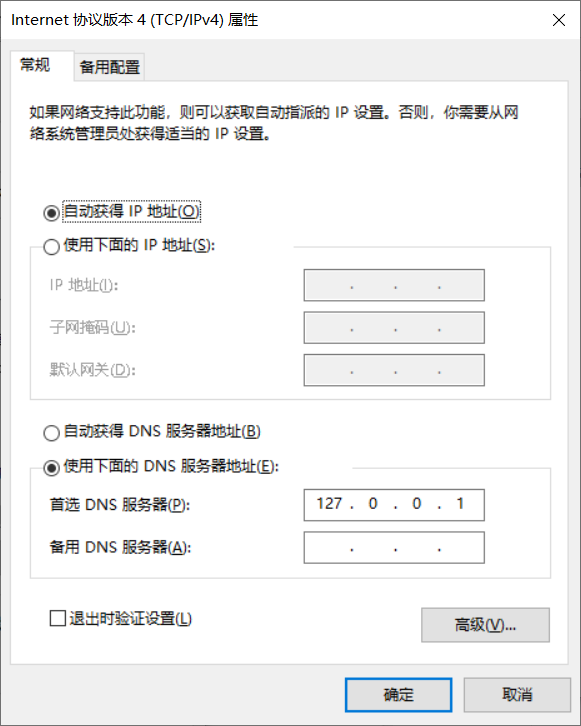 Internet 协议版本 4 (TCP/IPv4) 属性
常规
备用配置
如果网络支持此功能，则可以获取自动指派的 IP 设置。否则，你需要从网
络系统管理员处获得适当的 IP 设置。
自动获得 IP 地址(O)
使用下面的 IP 地址(S):
IP 地址(I):
. . .
子网掩码(U):
. . .
默认网关(D):
. . .
自动获得 DNS 服务器地址(B)
使用下面的 DNS 服务器地址(E):
首选 DNS 服务器(P):
127 . 0 . 0 . 1
备用 DNS 服务器(A):
. . .
退出时验证设置(L)
高级(V)...
确定
取消